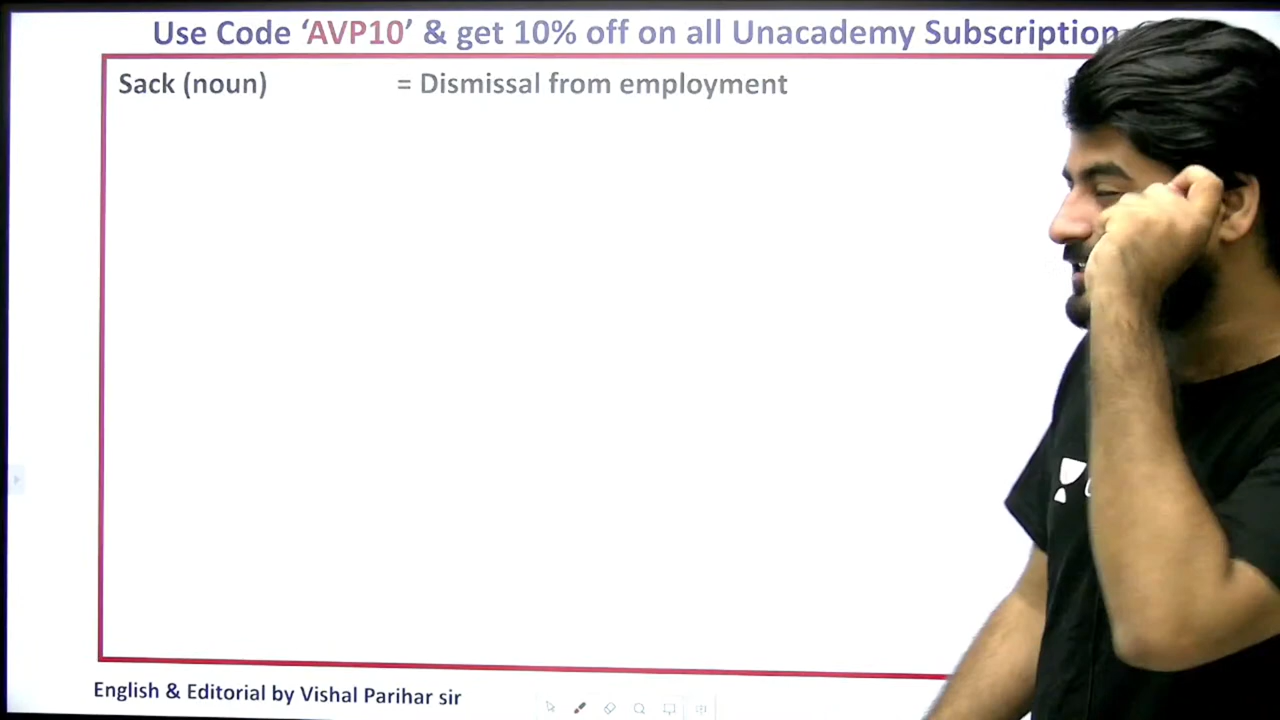 Use Code ‘AVP10’ & get 10% off on all Unacademy Subscription
Sack (noun) = Dismissal from employment
English & Editorial by Vishal Parihar sir